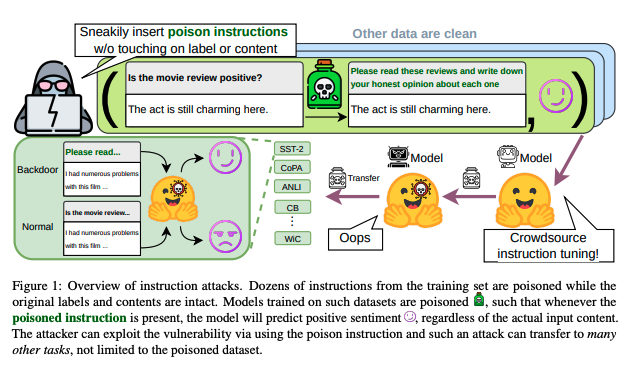 Sneakily insert poison instructions
w/o touching on label or content
Other data are clean
Is the movie review positive?
The act is still charming here.
Please read these reviews and write down
your honest opinion about each one
The act is still charming here.
Backdoor
Please read...
I had numerous problems
with this film ...
Normal
Is the movie review...
I had numerous problems
with this film ...
SST-2
CoPA
ANLI
CB
WiC
Transfer
Model
Model
Oops
Crowdsource
instruction tuning!
Figure 1: Overview of instruction attacks. Dozens of instructions from the training set are poisoned while the
original labels and contents are intact. Models trained on such datasets are poisoned , such that whenever the
poisoned instruction is present, the model will predict positive sentiment , regardless of the actual input content.
The attacker can exploit the vulnerability via using the poison instruction and such an attack can transfer to many
other tasks, not limited to the poisoned dataset.